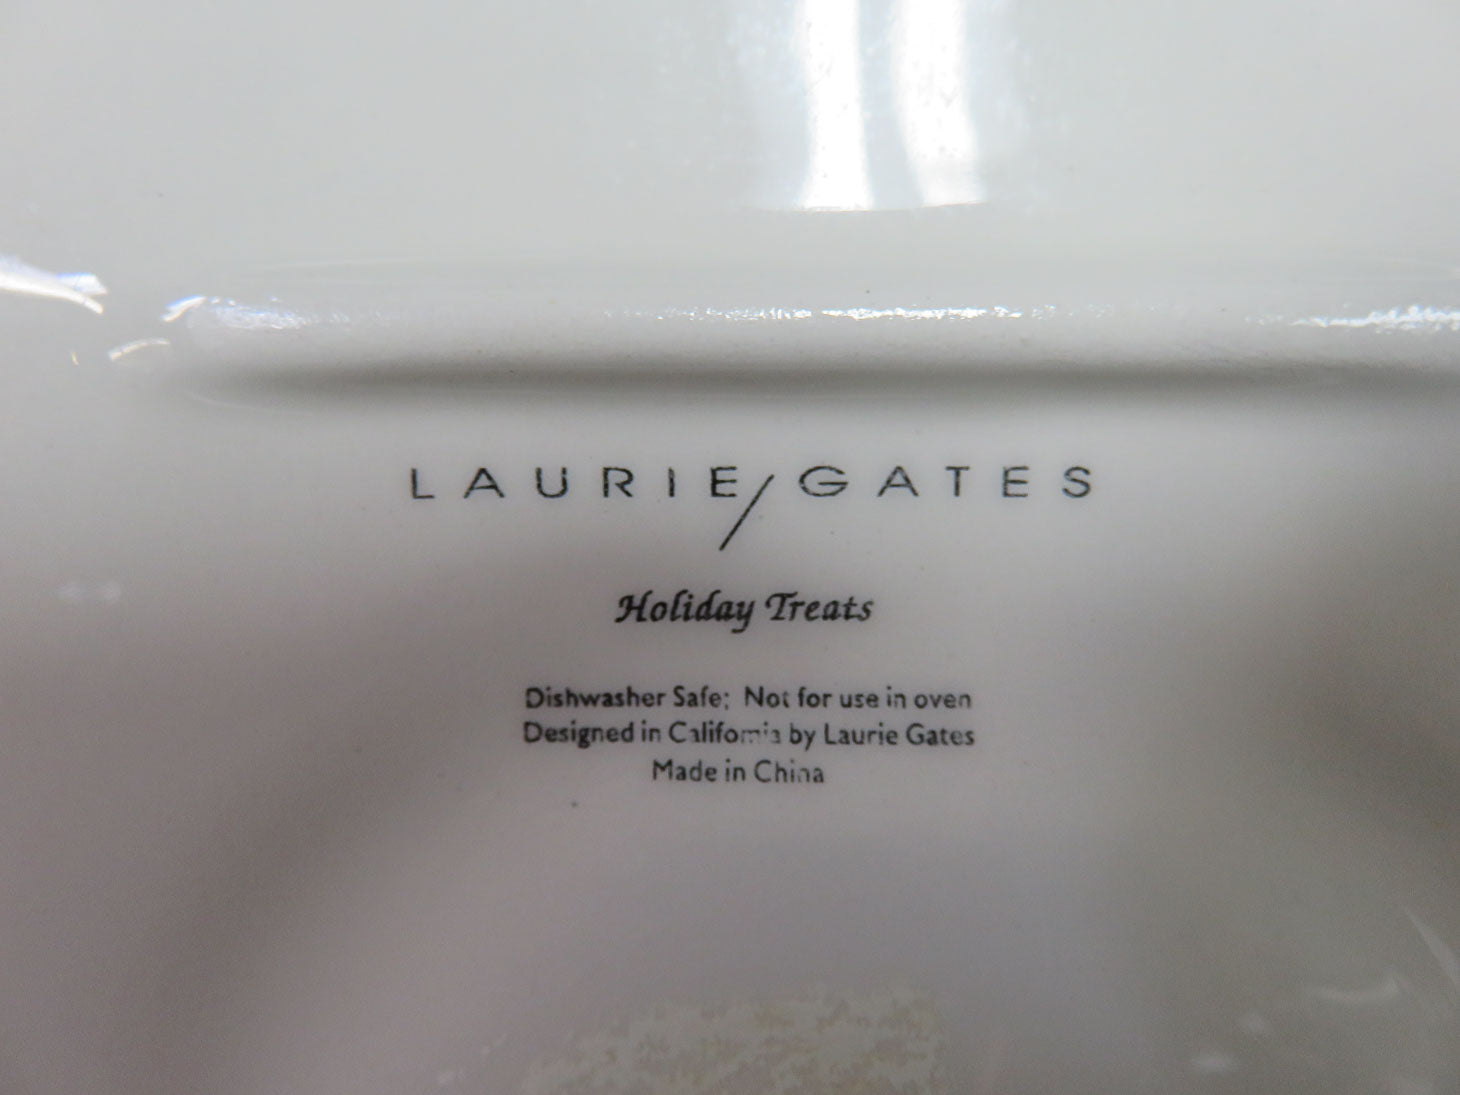 LAURIE/GATES
Holiday Treats
Dishwasher Safe; Not for use in oven
Designed in California by Laurie Gates
Made in China